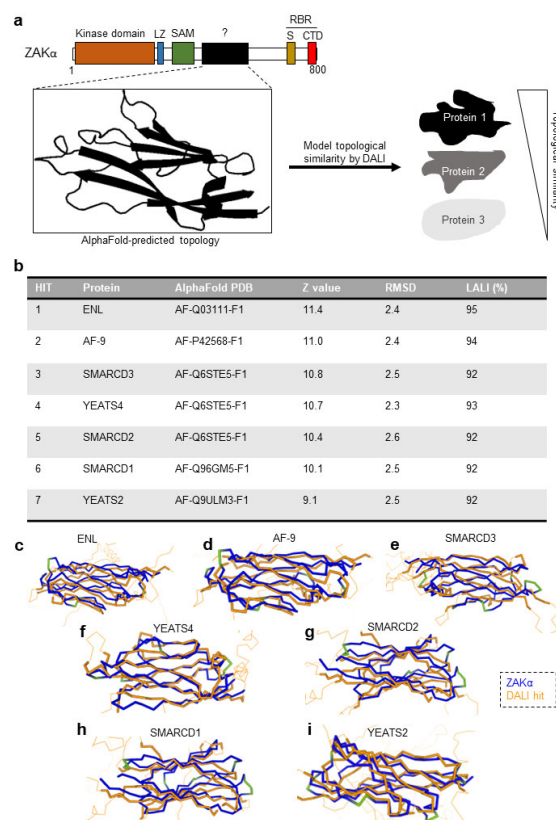 a
RBR
Kinase domain LZ SAM ? S CTD
ZAKα
1 800
Model topological
similarity by DALI
Protein 1
Protein 2
Protein 3
Topological similarity
AlphaFold-predicted topology
b
HIT Protein AlphaFold PDB Z value RMSD LALI (%)
1 ENL AF-Q03111-F1 11.4 2.4 95
2 AF-9 AF-P42568-F1 11.0 2.4 94
3 SMARCD3 AF-Q6STE5-F1 10.8 2.5 92
4 YEATS4 AF-Q6STE5-F1 10.7 2.3 93
5 SMARCD2 AF-Q6STE5-F1 10.4 2.6 92
6 SMARCD1 AF-Q96GM5-F1 10.1 2.5 92
7 YEATS2 AF-Q9ULM3-F1 9.1 2.5 92
c ENL
d AF-9
e SMARCD3
f YEATS4
g SMARCD2
ZAKα
DALI hit
h SMARCD1
i YEATS2